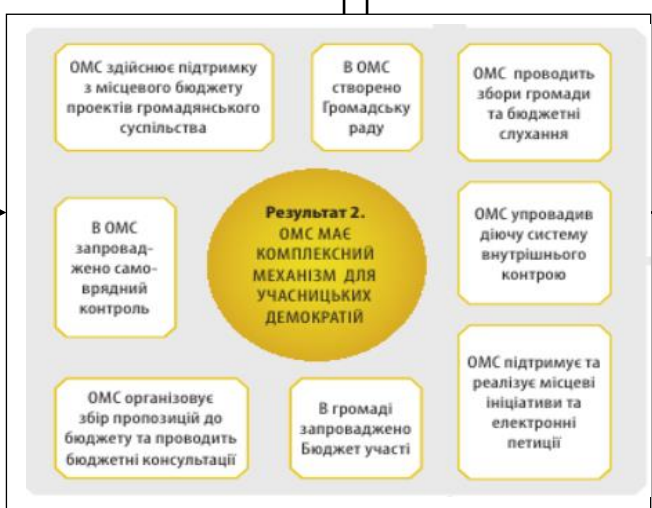 ОМС здійснює підтримку
з місцевого бюджету
проектів громадянського
суспільства
В ОМС
створено
Громадську
раду
ОМС проводить
збори громади
та бюджетні
слухання
В ОМС
запровад-
жено само-
врядний
контроль
Результат 2.
ОМС МАЄ
КОМПЛЕКСНИЙ
МЕХАНІЗМ ДЛЯ
УЧАСНИЦЬКИХ
ДЕМОКРАТІЙ
ОМС упровадив
діючу систему
внутрішнього
контрою
ОМС організовує
збір пропозицій до
бюджету та проводить
бюджетні консультації
В громаді
запроваджено
Бюджет участі
ОМС підтримує та
реалізує місцеві
ініціативи та
електронні
петиції